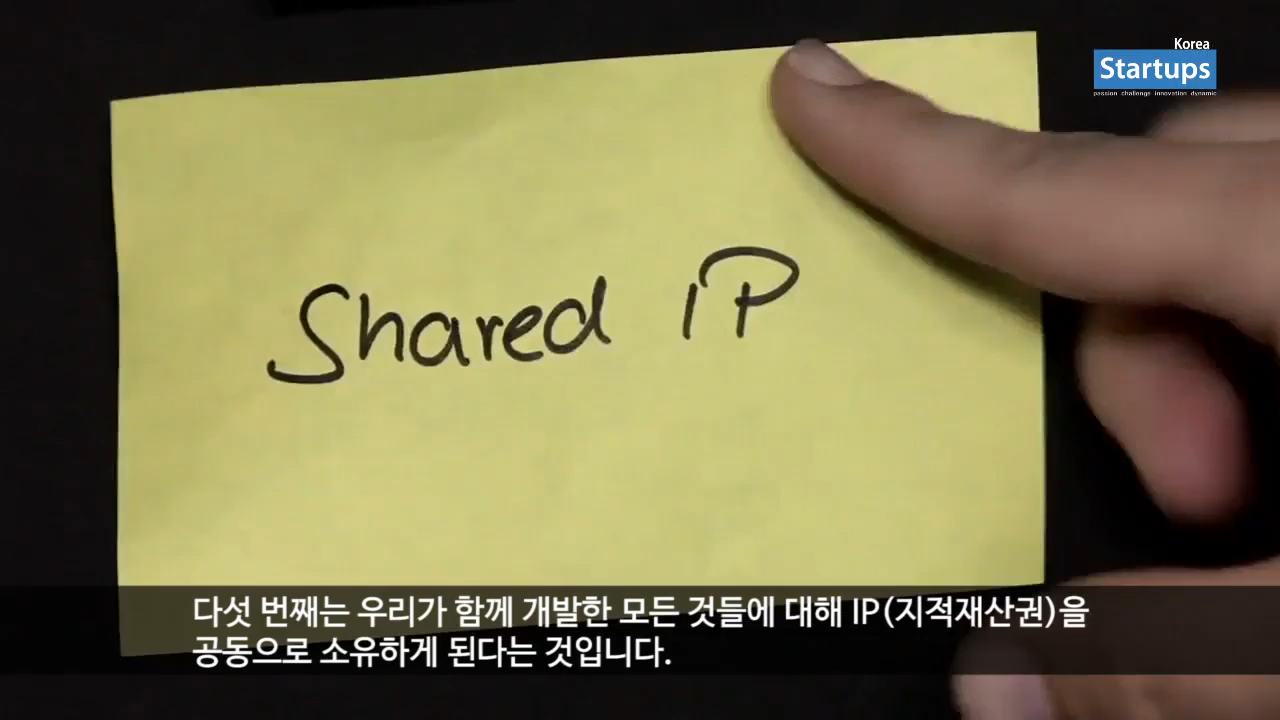 Korea
Startups
passion challenge innovation dynamic
Shared IP
다섯 번째는 우리가 함께 개발한 모든 것들에 대해 IP(지적재산권)을
공동으로 소유하게 된다는 것입니다.